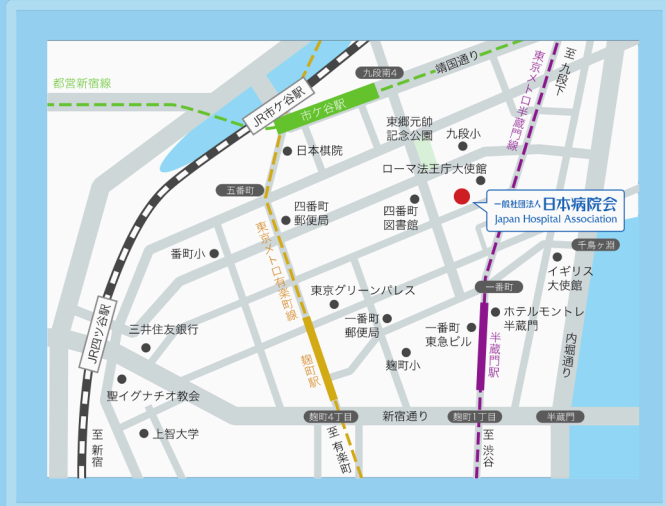 都営新宿線
JR市ケ谷駅
九段南4
靖国通り
至九段下
東京メトロ半蔵門線
市ケ谷駅
東郷元帥
記念公園
九段小
日本棋院
ローマ法王庁大使館
五番町
四番町
郵便局
四番町
図書館
一般社団法人日本病院会
Japan Hospital Association
東京メトロ有楽町線
番町小
千鳥ヶ淵
イギリス
大使館
一番町
東京グリーンパレス
JR四ツ谷駅
三井住友銀行
一番町
郵便局
一番町
東急ビル
ホテルモントレ
半蔵門
麹町小
麹町駅
半蔵門駅
内堀通り
聖イグナチオ教会
麹町4丁目
新宿通り
麹町1丁目
半蔵門
至新宿
上智大学
至有楽町
至渋谷